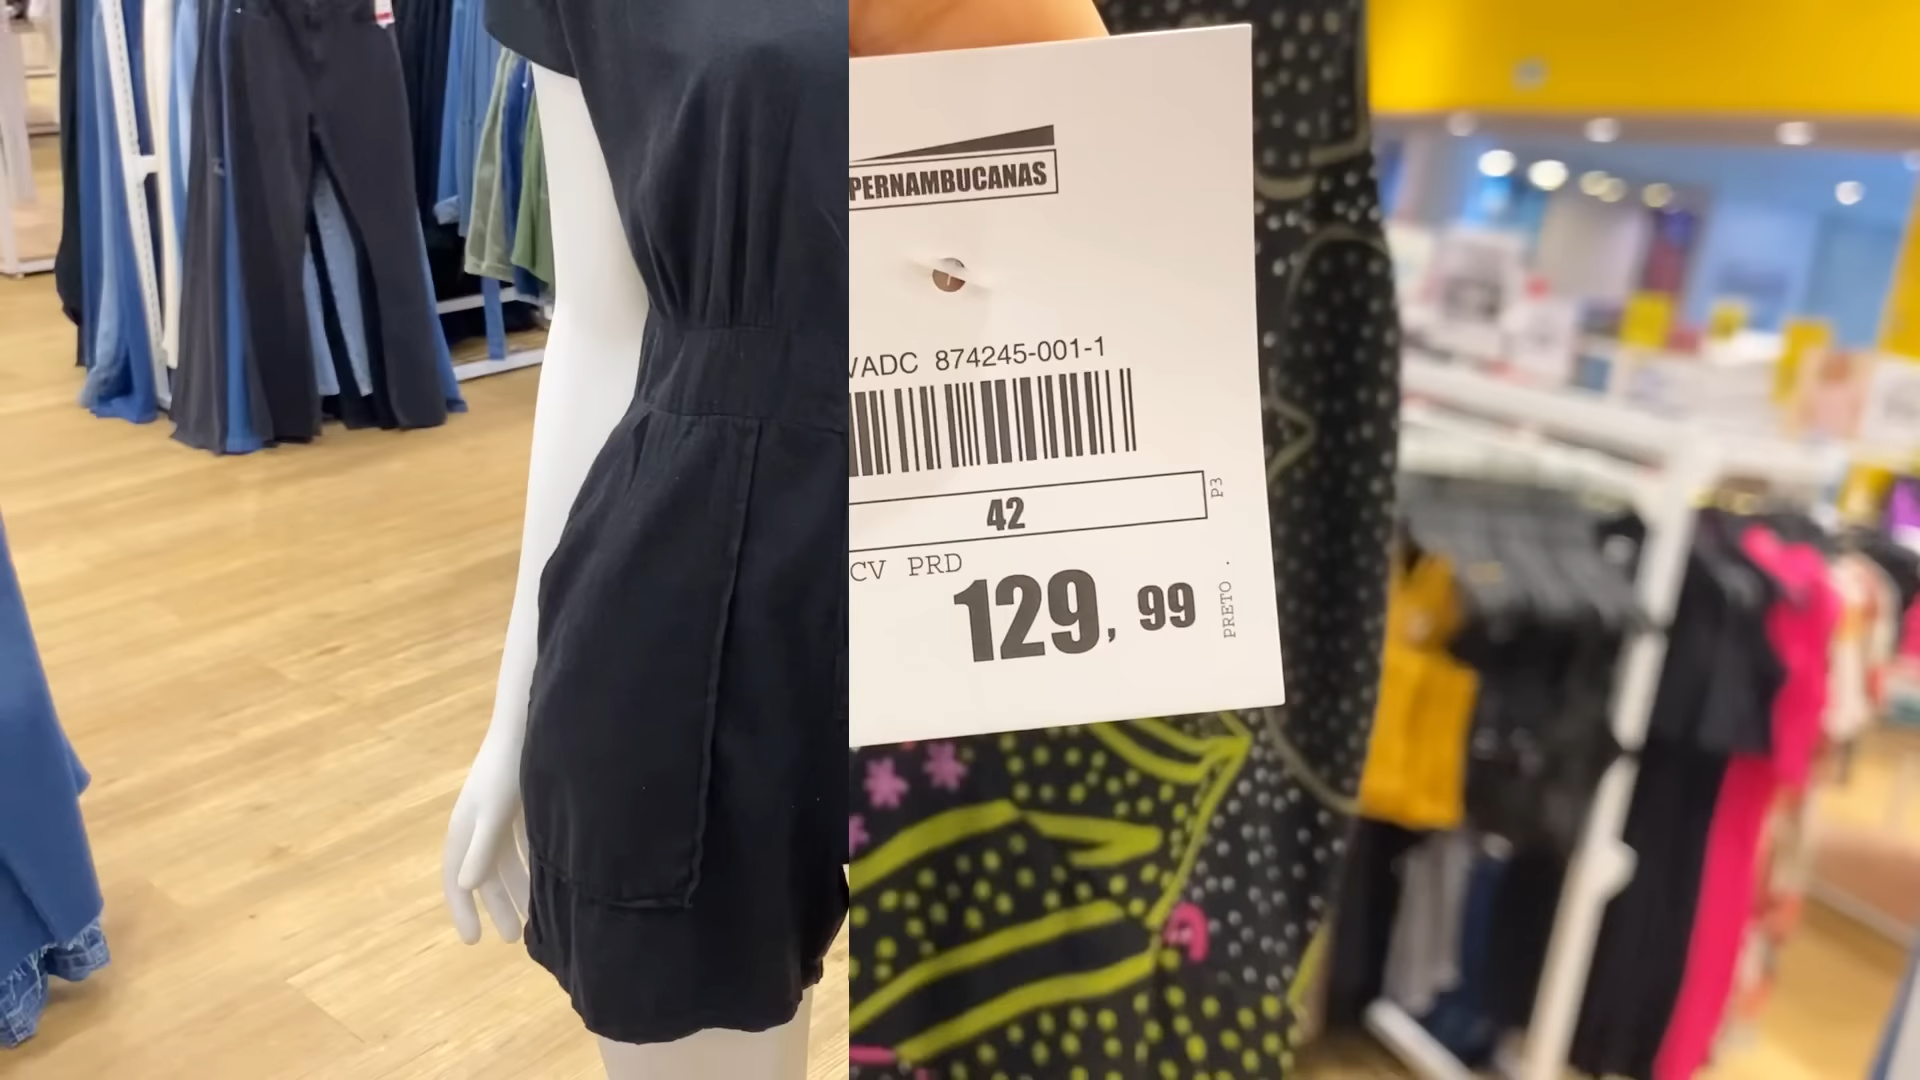 PERNAMBUCANAS
VADC 874245-001-1
42
P3
CV PRD
129,99
PRETO .